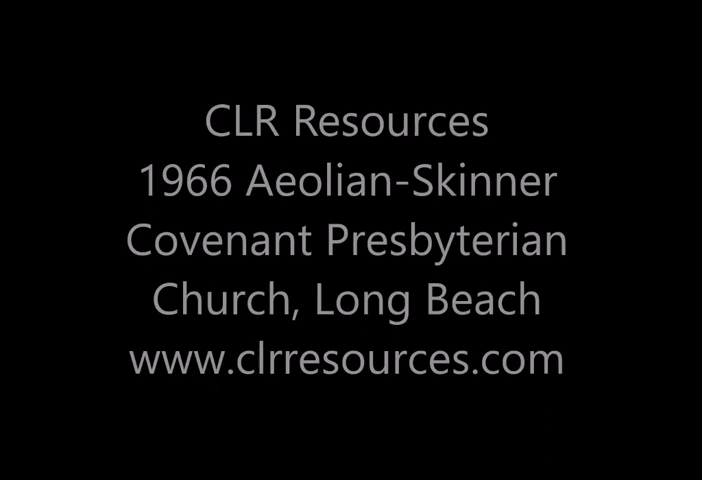 CLR Resources
1966 Aeolian-Skinner
Covenant Presbyterian
Church, Long Beach
www.clrresources.com